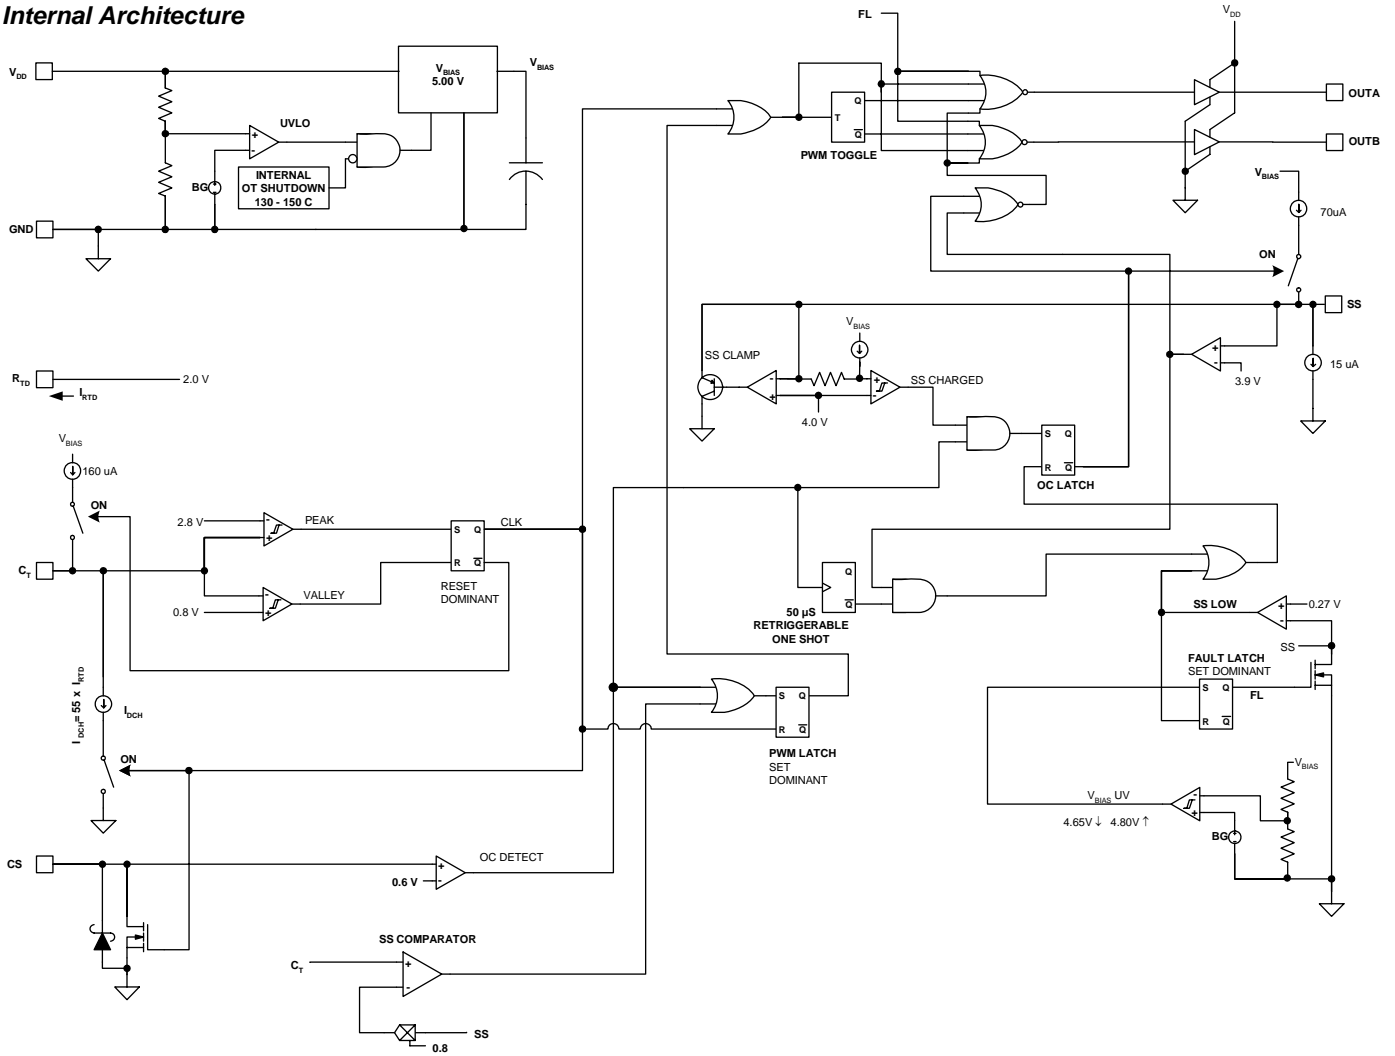 Internal Architecture
FL
VDD
VDD
VBIAS
5.00 V
VBIAS
UVLO
INTERNAL
OT SHUTDOWN
130 - 150 C
BG
GND
T
Q
Q
PWM TOGGLE
OUTA
OUTB
VBIAS
70uA
ON
SS
15 uA
3.9 V
VBIAS
SS CLAMP
SS CHARGED
4.0 V
RTD
2.0 V
IRTD
S
Q
R
Q
OC LATCH
VBIAS
160 uA
ON
2.8 V
PEAK
CT
0.8 V
VALLEY
S
Q
R
Q
CLK
RESET
DOMINANT
Q
Q
50 µS
RETRIGGERABLE
ONE SHOT
SS LOW
0.27 V
SS
FAULT LATCH
SET DOMINANT
S
Q
R
Q
FL
I DCH= 55 x IRTD
IDCH
ON
S
Q
R
Q
PWM LATCH
SET
DOMINANT
VBIAS UV
4.65V ↓ 4.80V ↑
VBIAS
BG
CS
OC DETECT
0.6 V
SS COMPARATOR
CT
SS
0.8